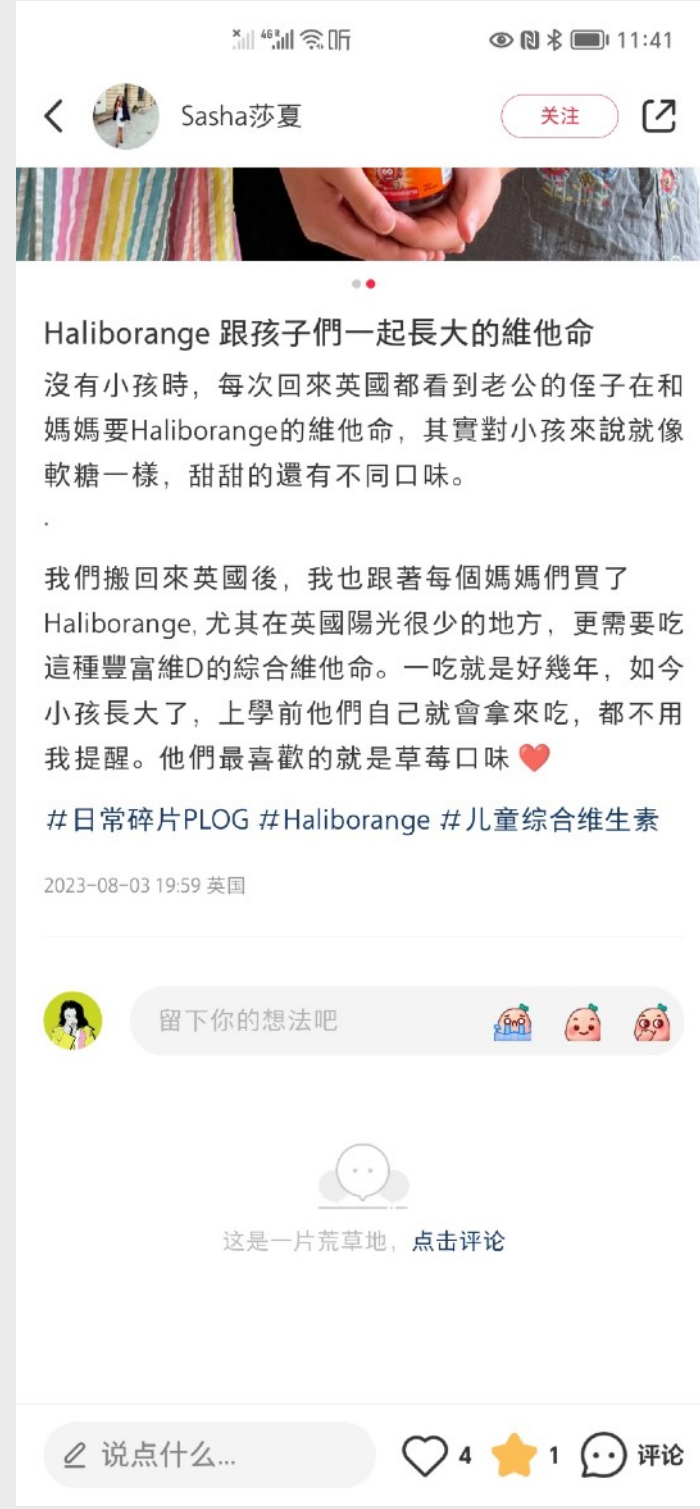 4G 听 11:41
Sasha莎夏 关注
Haliborange 跟孩子們一起長大的維他命
沒有小孩時，每次回來英國都看到老公的侄子在和
媽媽要Haliborange的維他命，其實對小孩來說就像
軟糖一樣，甜甜的還有不同口味。
.
我們搬回來英國後，我也跟著每個媽媽們買了
Haliborange, 尤其在英國陽光很少的地方，更需要吃
這種豐富維D的綜合維他命。一吃就是好幾年，如今
小孩長大了，上學前他們自己就會拿來吃，都不用
我提醒。他們最喜歡的就是草莓口味❤️
#日常碎片PLOG #Haliborange #儿童综合维生素
2023-08-03 19:59 英国
留下你的想法吧
这是一片荒草地，点击评论
说点什么... 4 1 评论